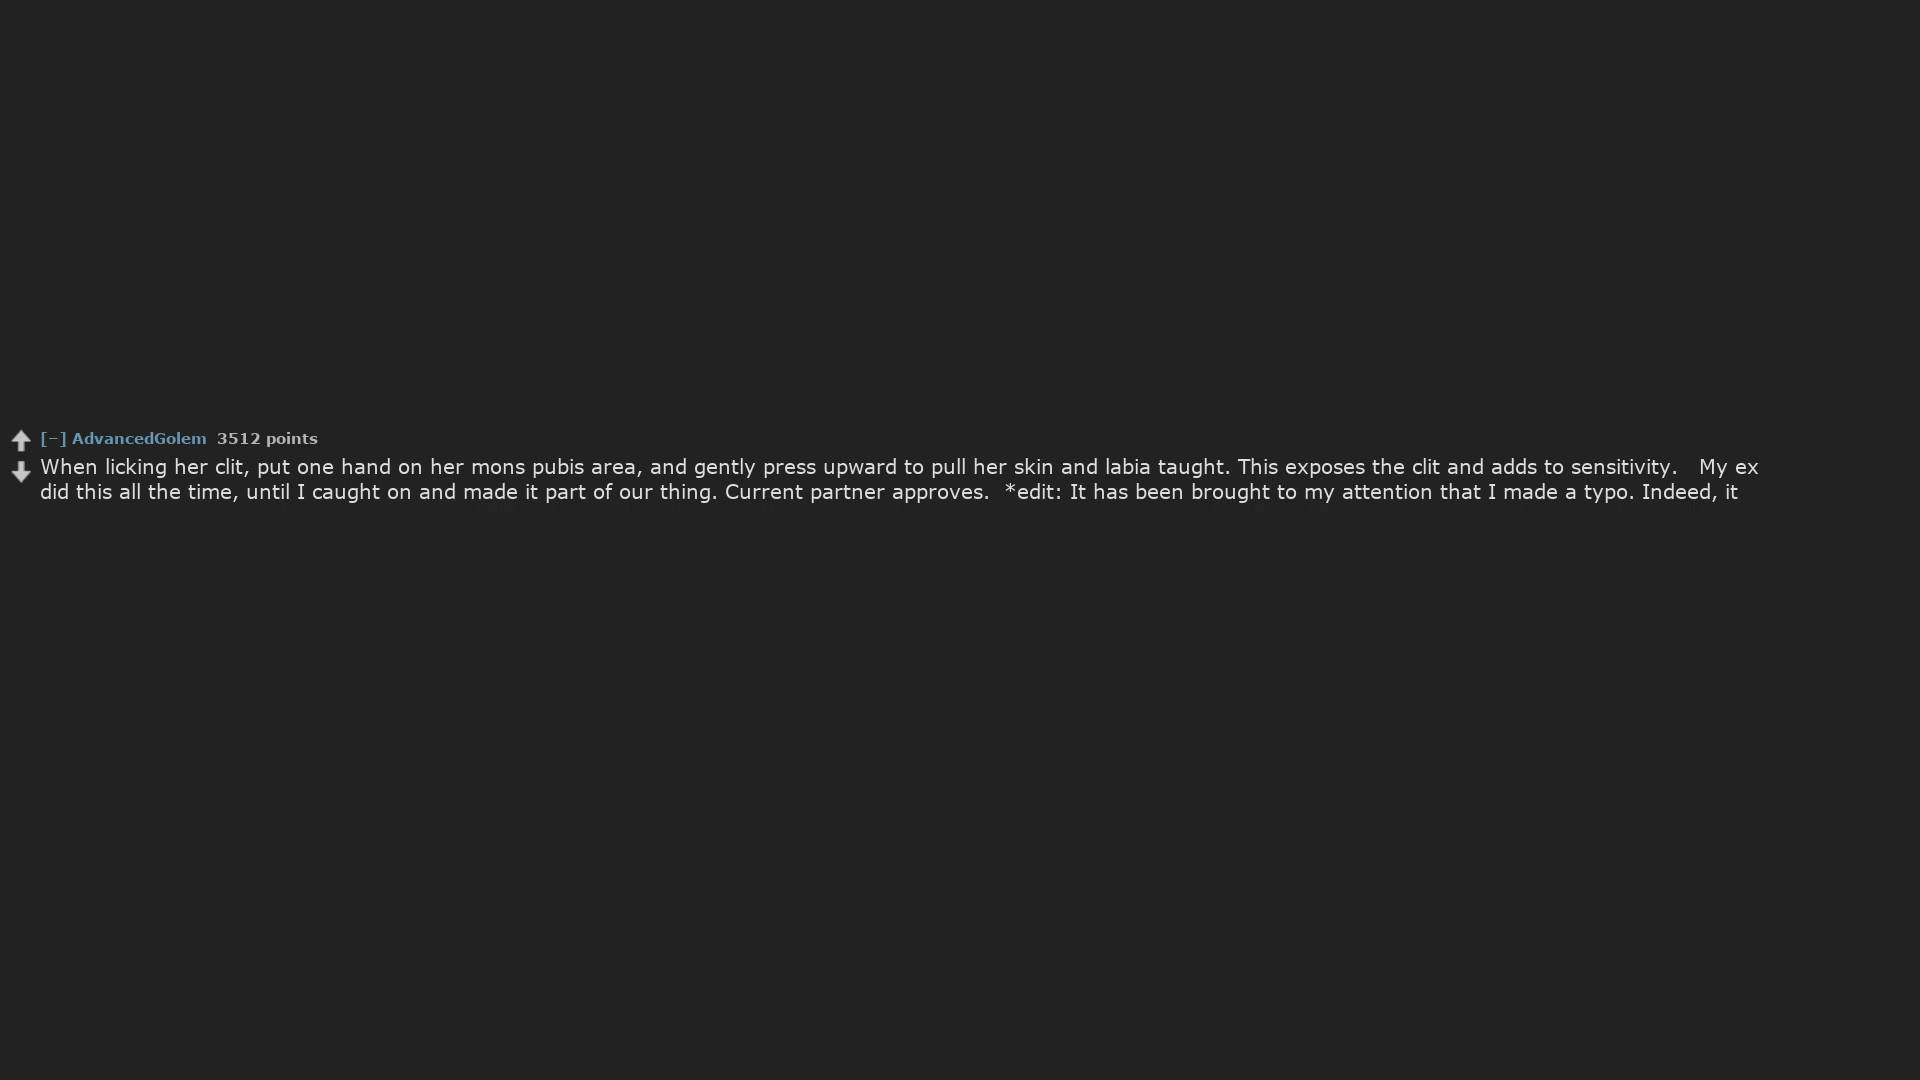 [−] AdvancedGolem 3512 points
When licking her clit, put one hand on her mons pubis area, and gently press upward to pull her skin and labia taught. This exposes the clit and adds to sensitivity. My ex
did this all the time, until I caught on and made it part of our thing. Current partner approves. *edit: It has been brought to my attention that I made a typo. Indeed, it